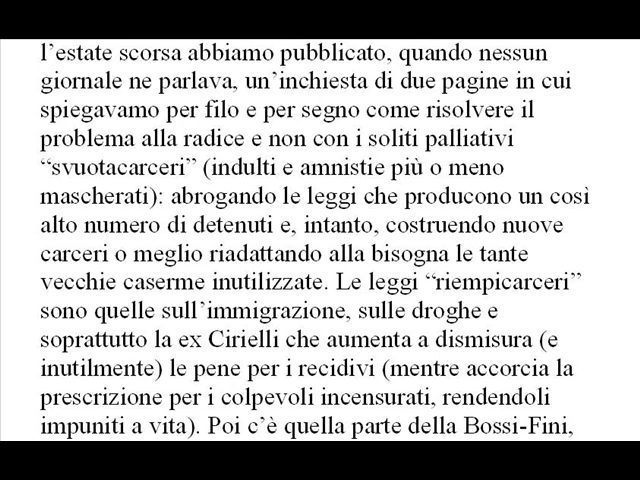 l’estate scorsa abbiamo pubblicato, quando nessun
giornale ne parlava, un’inchiesta di due pagine in cui
spiegavamo per filo e per segno come risolvere il
problema alla radice e non con i soliti palliativi
“svuotacarceri” (indulti e amnistie più o meno
mascherati): abrogando le leggi che producono un così
alto numero di detenuti e, intanto, costruendo nuove
carceri o meglio riadattando alla bisogna le tante
vecchie caserme inutilizzate. Le leggi “riempicarceri”
sono quelle sull’immigrazione, sulle droghe e
soprattutto la ex Cirielli che aumenta a dismisura (e
inutilmente) le pene per i recidivi (mentre accorcia la
prescrizione per i colpevoli incensurati, rendendoli
impuniti a vita). Poi c’è quella parte della Bossi-Fini,